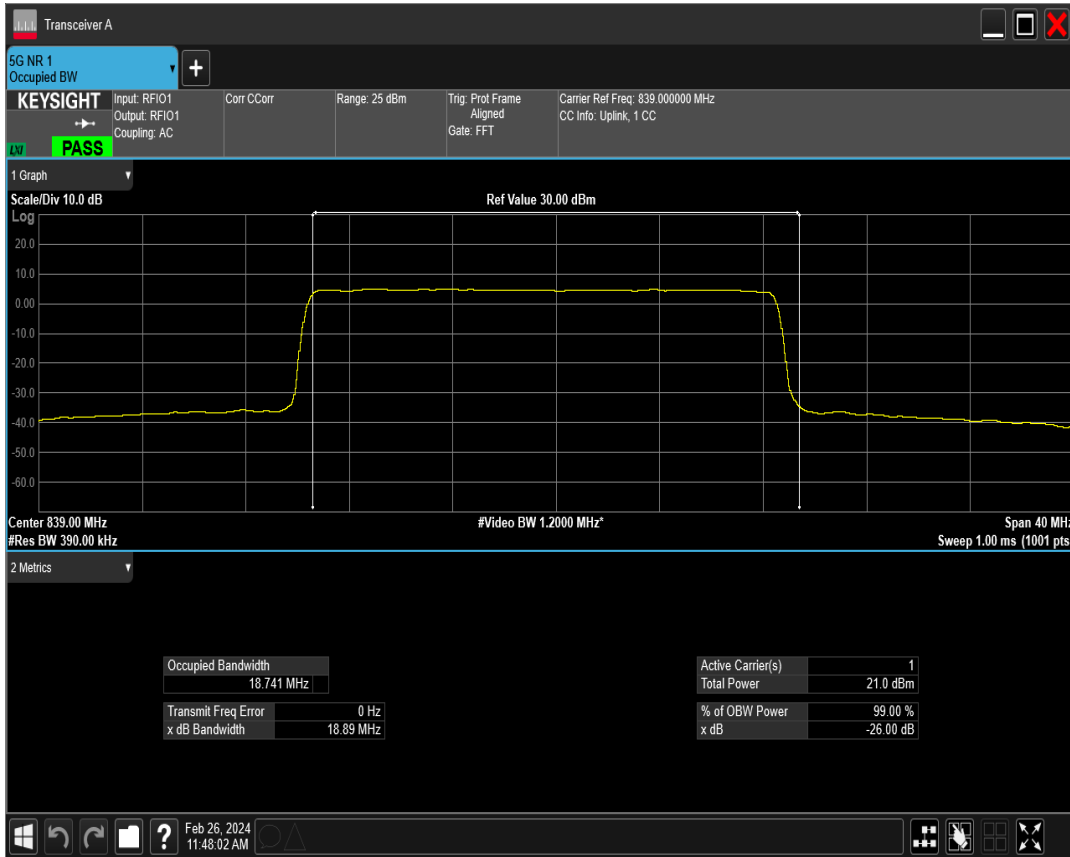 Transceiver A
5G NR 1
Occupied BW
+
KEYSIGHT
Input: RFIO1
Output: RFIO1
Coupling: AC
LXI
PASS
Corr CCorr
Range: 25 dBm
Trig: Prot Frame
Aligned
Gate: FFT
Carrier Ref Freq: 839.000000 MHz
CC Info: Uplink, 1 CC
1 Graph
Scale/Div 10.0 dB
Ref Value 30.00 dBm
Log
20.0
10.0
0.00
-10.0
-20.0
-30.0
-40.0
-50.0
-60.0
Center 839.00 MHz
#Video BW 1.2000 MHz*
Span 40 MHz
#Res BW 390.00 kHz
Sweep 1.00 ms (1001 pts
2 Metrics
Occupied Bandwidth
18.741 MHz
Transmit Freq Error 0 Hz
x dB Bandwidth 18.89 MHz
Active Carrier(s) 1
Total Power 21.0 dBm
% of OBW Power 99.00 %
x dB -26.00 dB
?
Feb 26, 2024
11:48:02 AM